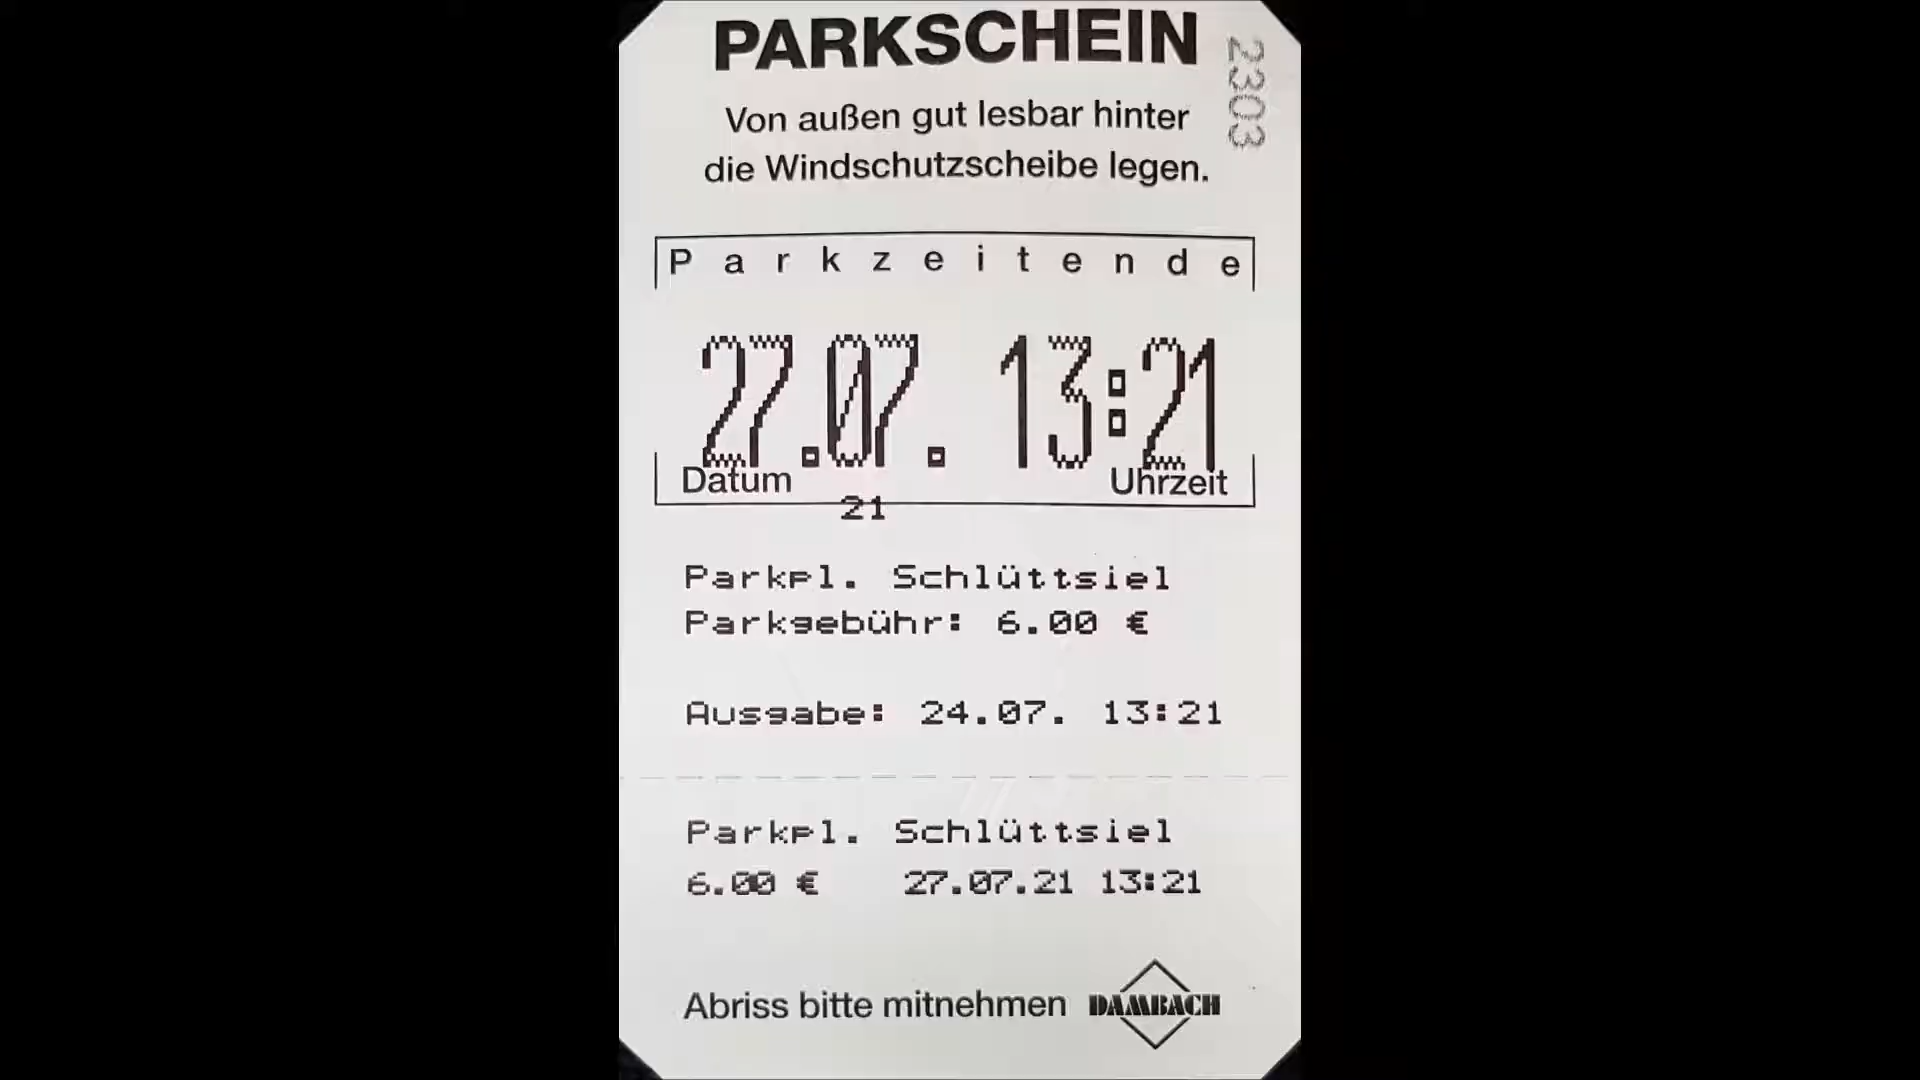 PARKSCHEIN
2303
Von außen gut lesbar hinter
die Windschutzscheibe legen.
Parkzeitende
27.07. 13:21
Datum Uhrzeit
21
Parkpl. Schlüttsiel
Parkgebühr: 6.00 €
Ausgabe: 24.07. 13:21
Parkpl. Schlüttsiel
6.00 € 27.07.21 13:21
Abriss bitte mitnehmen DAMBACH